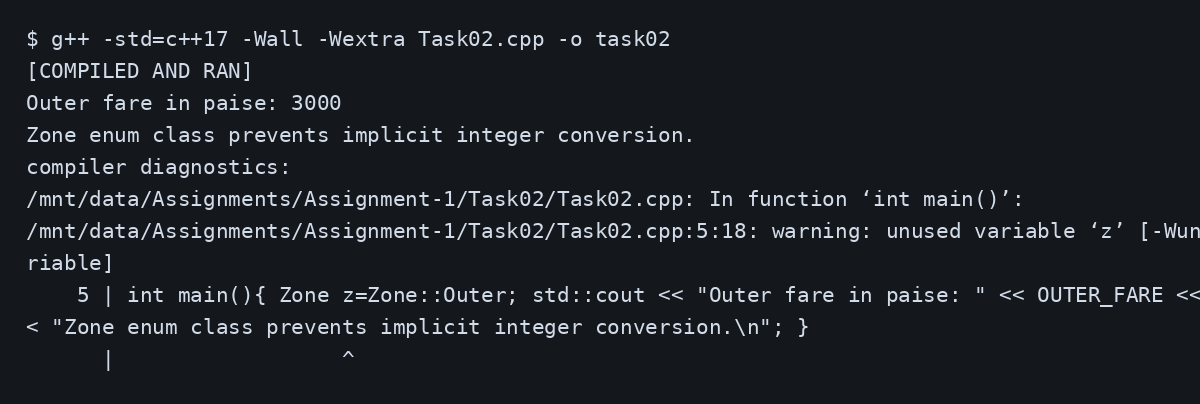 $ g++ -std=c++17 -Wall -Wextra Task02.cpp -o task02
[COMPILED AND RAN]
Outer fare in paise: 3000
Zone enum class prevents implicit integer conversion.
compiler diagnostics:
/mnt/data/Assignments/Assignment-1/Task02/Task02.cpp: In function ‘int main()’:
/mnt/data/Assignments/Assignment-1/Task02/Task02.cpp:5:18: warning: unused variable ‘z’ [-Wun
riable]
    5 | int main(){ Zone z=Zone::Outer; std::cout << "Outer fare in paise: " << OUTER_FARE <<
< "Zone enum class prevents implicit integer conversion.\n"; }
      |                  ^